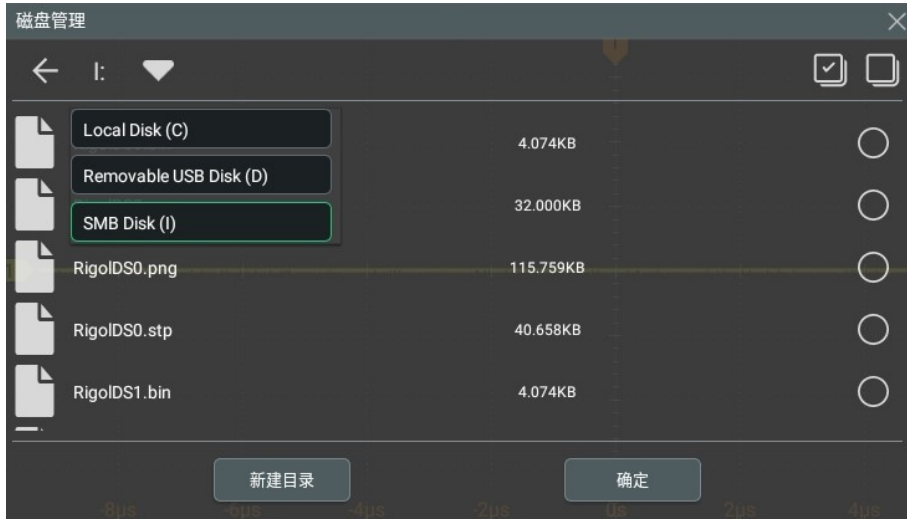 磁盘管理
I:
Local Disk (C)
4.074KB
Removable USB Disk (D)
32.000KB
SMB Disk (I)
RigolDS0.png 115.759KB
RigolDS0.stp 40.658KB
RigolDS1.bin 4.074KB
新建目录 确定
-8µs -6µs -4µs -2µs 0s 2µs 4µs